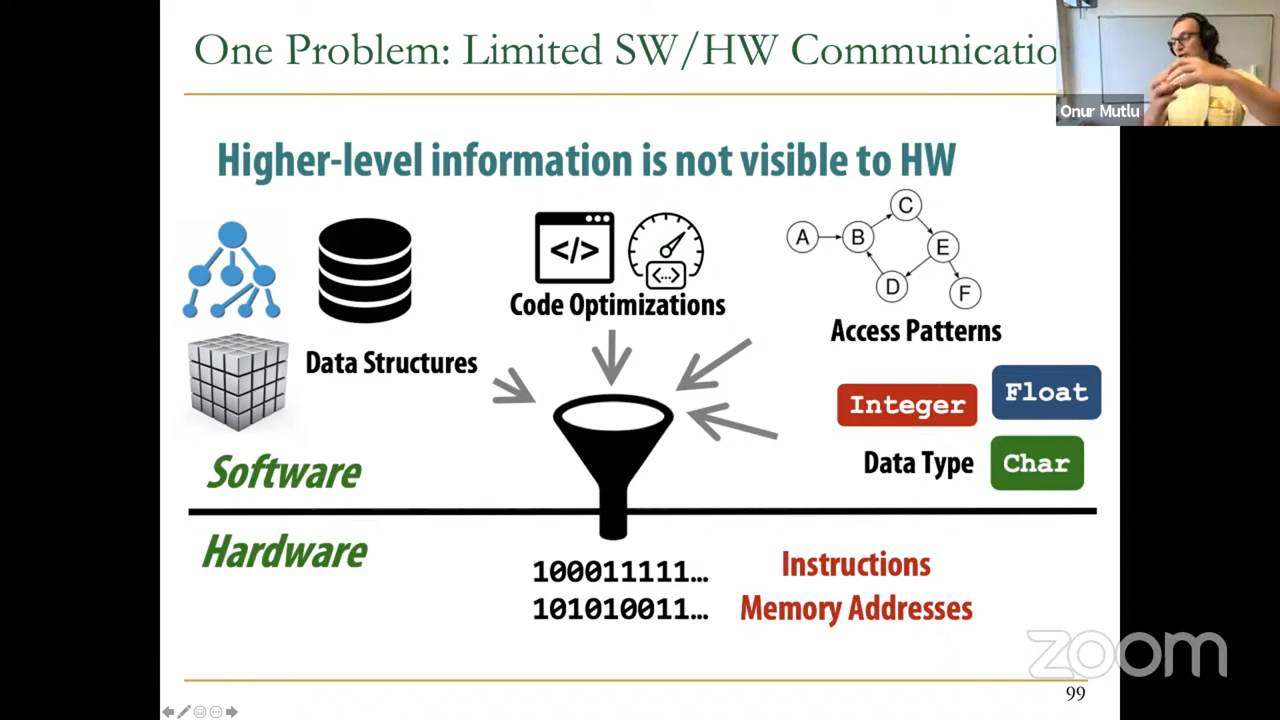 One Problem: Limited SW/HW Communicatio
Onur Mutlu
Higher-level information is not visible to HW
A
B
C
D
E
F
</>
<...>
Code Optimizations
Access Patterns
Data Structures
Integer
Float
Data Type
Char
Software
Hardware
100011111...
101010011...
Instructions
Memory Addresses
zoom
99